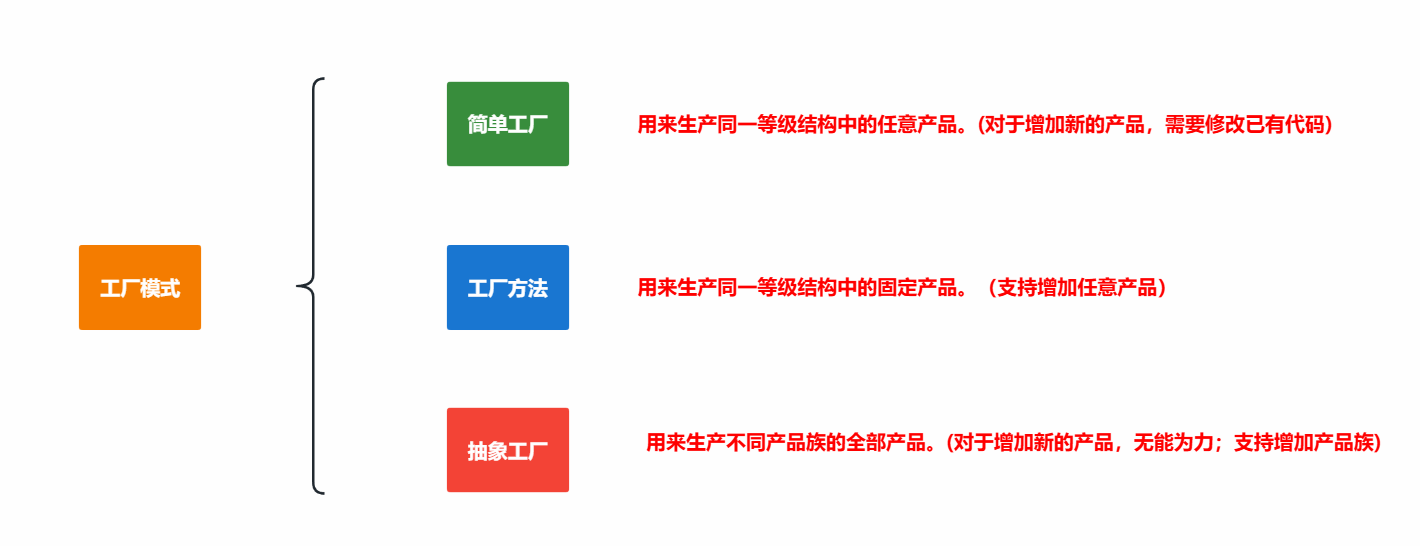 简单工厂
用来生产同一等级结构中的任意产品。(对于增加新的产品，需要修改已有代码)
工厂模式
工厂方法
用来生产同一等级结构中的固定产品。（支持增加任意产品）
抽象工厂
用来生产不同产品族的全部产品。(对于增加新的产品，无能为力；支持增加产品族)